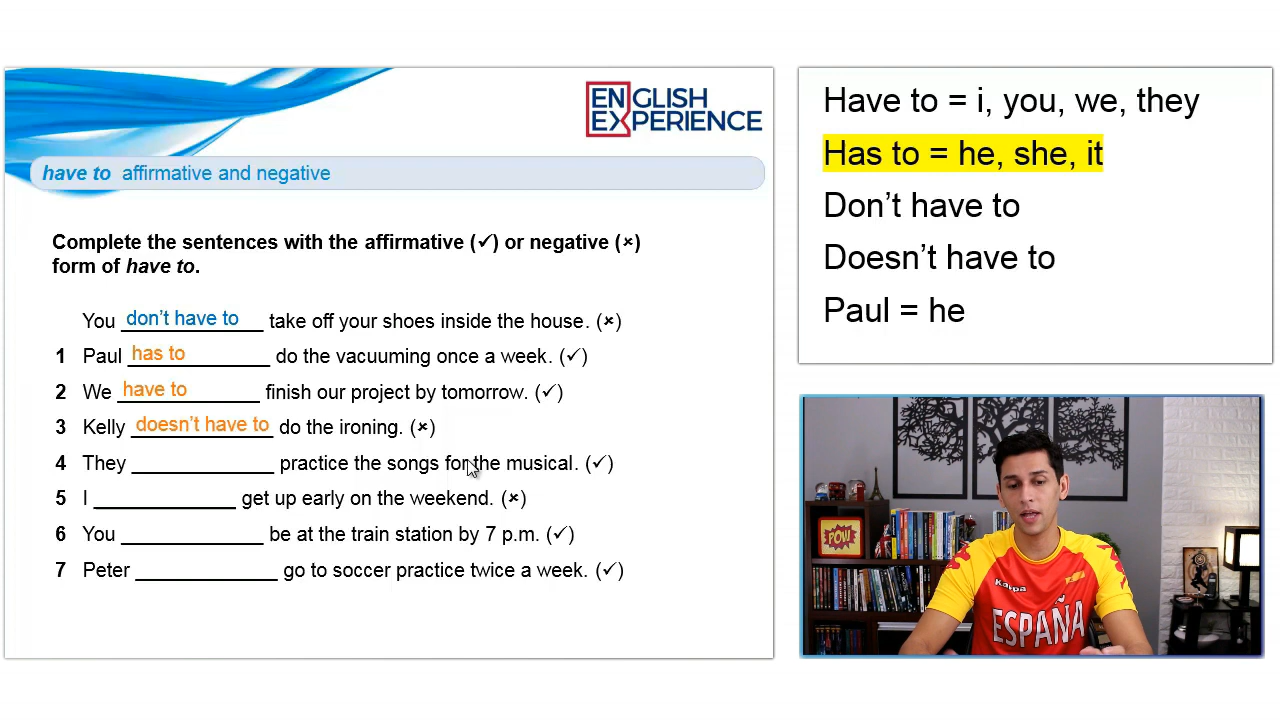 ENGLISH
EXPERIENCE
have to affirmative and negative
Complete the sentences with the affirmative (✓) or negative (×)
form of have to.
You don’t have to take off your shoes inside the house. (×)
1 Paul has to do the vacuuming once a week. (✓)
2 We have to finish our project by tomorrow. (✓)
3 Kelly doesn’t have to do the ironing. (×)
4 They ____________ practice the songs for the musical. (✓)
5 I ____________ get up early on the weekend. (×)
6 You ____________ be at the train station by 7 p.m. (✓)
7 Peter ____________ go to soccer practice twice a week. (✓)
Have to = i, you, we, they
Has to = he, she, it
Don’t have to
Doesn’t have to
Paul = he
POW
Kappa
ESPAÑA